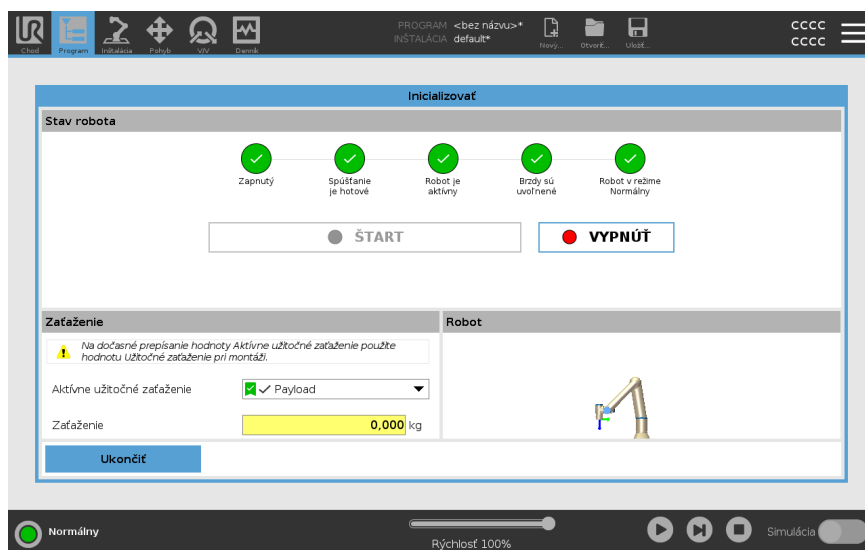 PROGRAM <bez názvu>*
INŠTALÁCIA default*
cccc
cccc
Chod
Program
Inštalácia
Pohyb
V/V
Denník
Nový...
Otvoriť...
Uložiť...
Inicializovať
Stav robota
Zapnutý
Spúšťanie
je hotové
Robot je
aktívny
Brzdy sú
uvoľnené
Robot v režime
Normálny
ŠTART
VYPNÚŤ
Zaťaženie
Na dočasné prepísanie hodnoty Aktívne užitočné zaťaženie použite
hodnotu Užitočné zaťaženie pri montáži.
Aktívne užitočné zaťaženie
Payload
Zaťaženie
0,000 kg
Robot
Ukončiť
Normálny
Rýchlosť 100%
Simulácia